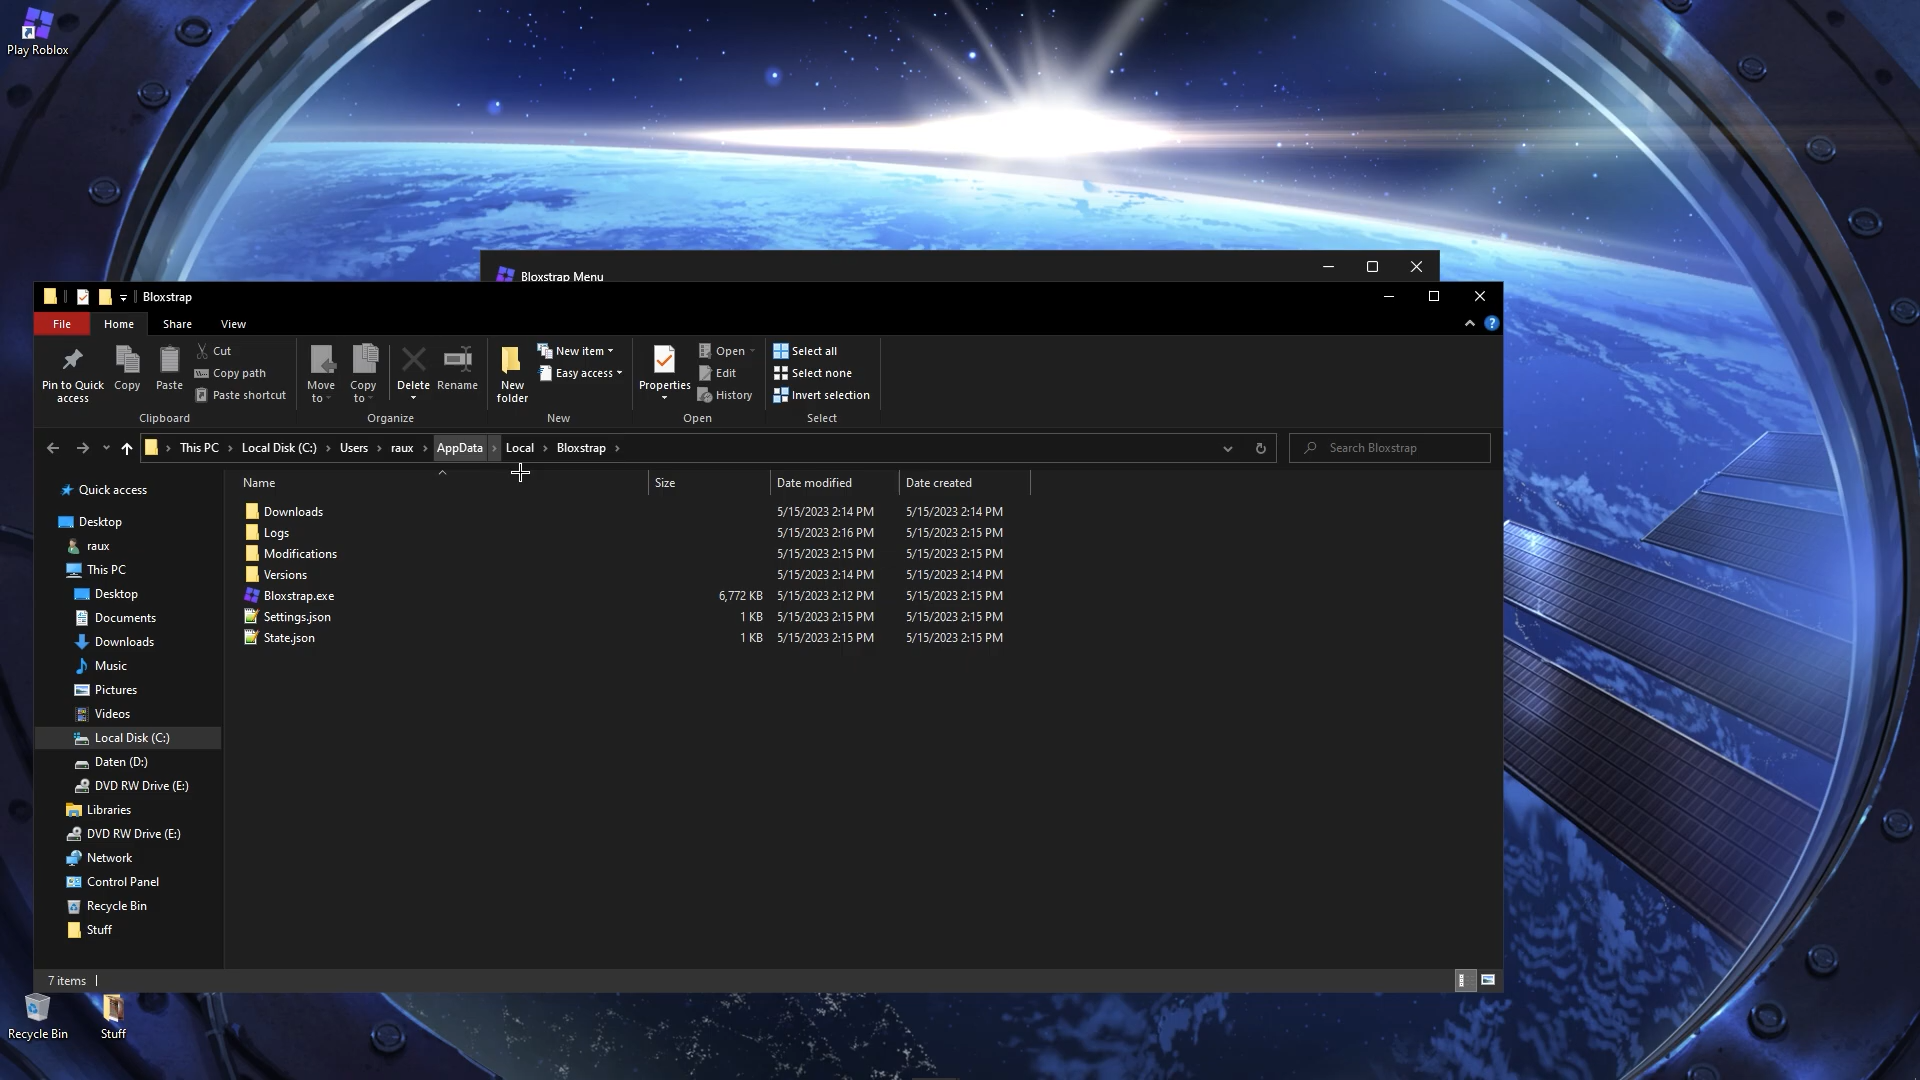 Play Roblox
Bloxstrap Menu
Bloxstrap
File Home Share View
Pin to Quick access
Copy
Paste
Cut
Copy path
Paste shortcut
Clipboard
Move to
Copy to
Delete
Rename
Organize
New folder
New item
Easy access
New
Properties
Open
Edit
History
Open
Select all
Select none
Invert selection
Select
This PC Local Disk (C:) Users raux AppData Local Bloxstrap
Search Bloxstrap
Quick access
Desktop
raux
This PC
Desktop
Documents
Downloads
Music
Pictures
Videos
Local Disk (C:)
Daten (D:)
DVD RW Drive (E:)
Libraries
DVD RW Drive (E:)
Network
Control Panel
Recycle Bin
Stuff
Name Size Date modified Date created
Downloads 5/15/2023 2:14 PM 5/15/2023 2:14 PM
Logs 5/15/2023 2:16 PM 5/15/2023 2:15 PM
Modifications 5/15/2023 2:15 PM 5/15/2023 2:15 PM
Versions 5/15/2023 2:14 PM 5/15/2023 2:14 PM
Bloxstrap.exe 6,772 KB 5/15/2023 2:12 PM 5/15/2023 2:15 PM
Settings.json 1 KB 5/15/2023 2:15 PM 5/15/2023 2:15 PM
State.json 1 KB 5/15/2023 2:15 PM 5/15/2023 2:15 PM
7 items
Recycle Bin
Stuff